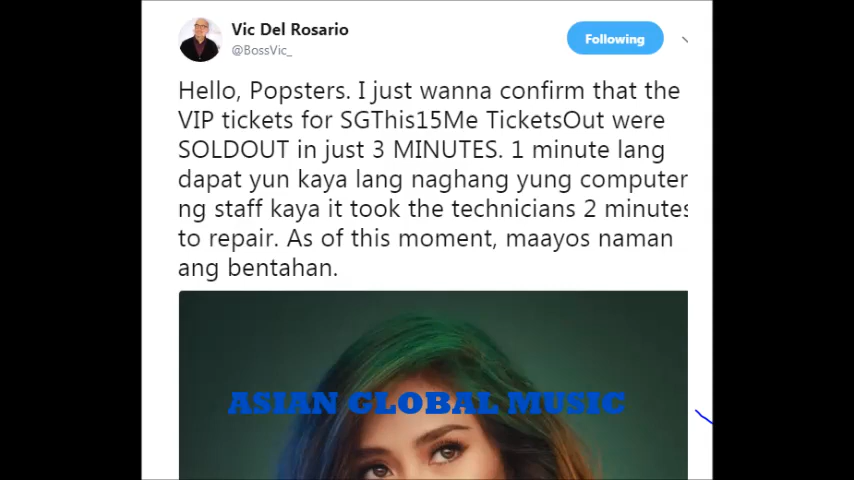 Vic Del Rosario
@BossVic_
Following
Hello, Popsters. I just wanna confirm that the
VIP tickets for SGThis15Me TicketsOut were
SOLDOUT in just 3 MINUTES. 1 minute lang
dapat yun kaya lang naghang yung computer
ng staff kaya it took the technicians 2 minutes
to repair. As of this moment, maayos naman
ang bentahan.
ASIAN GLOBAL MUSIC